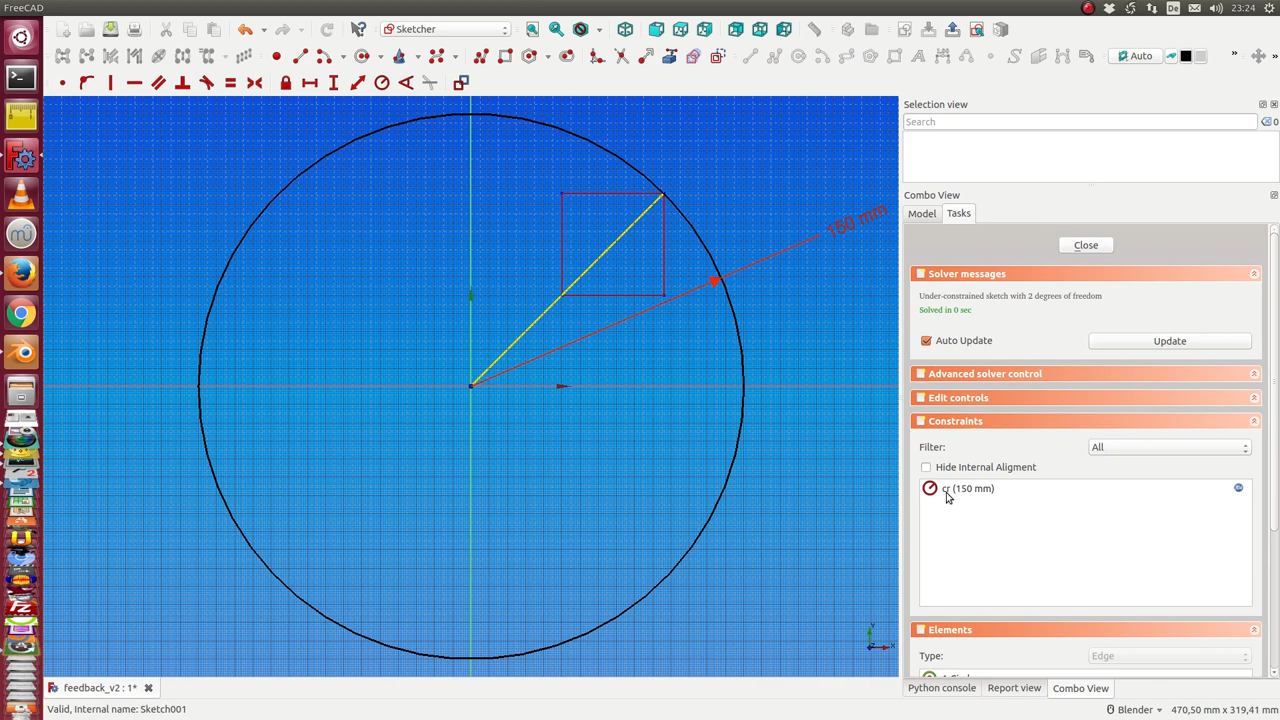 FreeCAD
De
23:24
Sketcher
Auto
»
»
150 mm
Selection view
Search
0
Combo View
Model
Tasks
Close
Solver messages
Under-constrained sketch with 2 degrees of freedom
Solved in 0 sec
Auto Update
Update
Advanced solver control
Edit controls
Constraints
Filter:
All
Hide Internal Aligment
cr (150 mm)
Elements
Type:
Edge
Y
X
feedback_v2 : 1*
Python console
Report view
Combo View
Valid, Internal name: Sketch001
Blender
470,50 mm x 319,41 mm